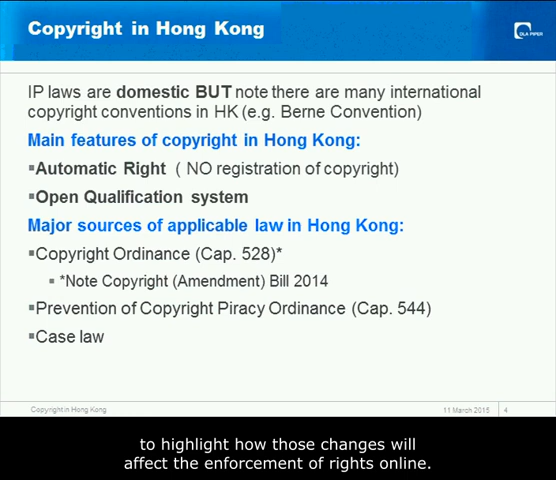 Copyright in Hong Kong
DLA PIPER
IP laws are domestic BUT note there are many international
copyright conventions in HK (e.g. Berne Convention)
Main features of copyright in Hong Kong:
▪Automatic Right ( NO registration of copyright)
▪Open Qualification system
Major sources of applicable law in Hong Kong:
▪Copyright Ordinance (Cap. 528)*
▪ *Note Copyright (Amendment) Bill 2014
▪Prevention of Copyright Piracy Ordinance (Cap. 544)
▪Case law
Copyright in Hong Kong 11 March 2015 4
to highlight how those changes will
affect the enforcement of rights online.